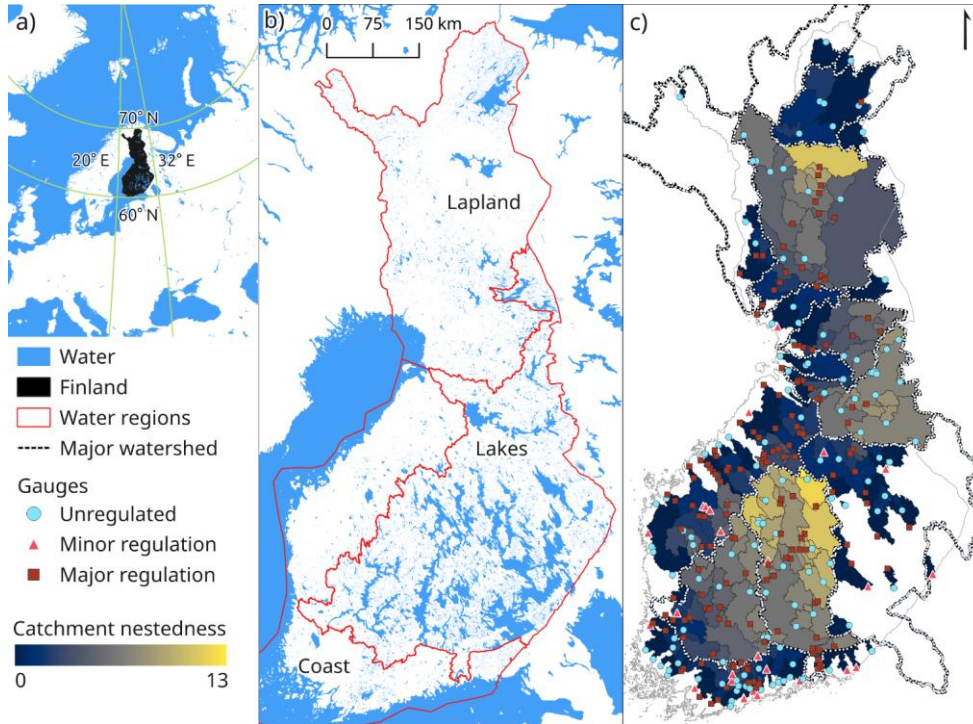 a)
70° N
20° E
32° E
60° N
Water
Finland
Water regions
Major watershed
Gauges
Unregulated
Minor regulation
Major regulation
Catchment nestedness
0
13
b)
0 75 150 km
Lapland
Lakes
Coast
c)